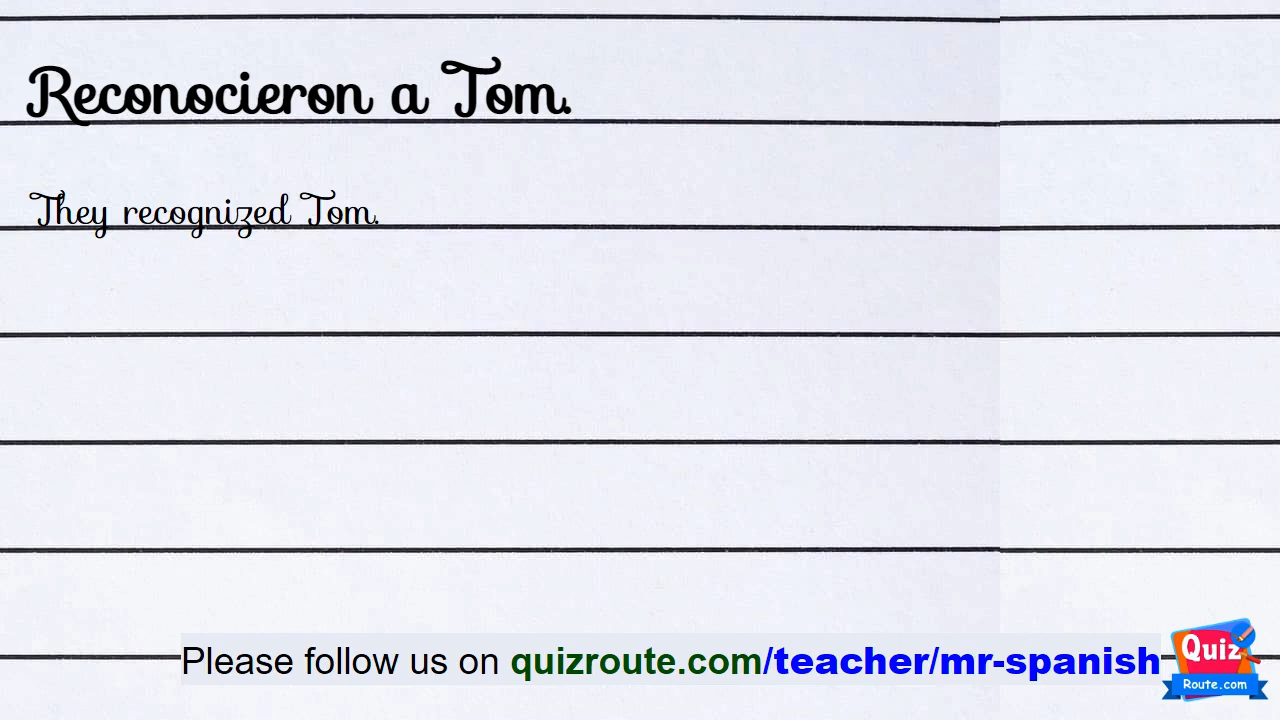 Reconocieron a Tom.
They recognized Tom.
Please follow us on quizroute.com/teacher/mr-spanish
Quiz
Route.com